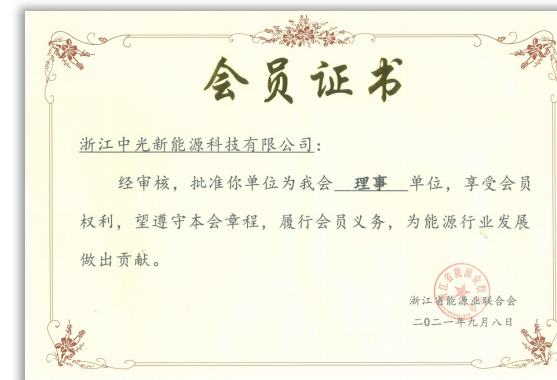 会员证书
浙江中光新能源科技有限公司：
经审核，批准你单位为我会 理事 单位，享受会员
权利，望遵守本会章程，履行会员义务，为能源行业发展
做出贡献。
浙江省能源业联合会
二0二一年九月八日